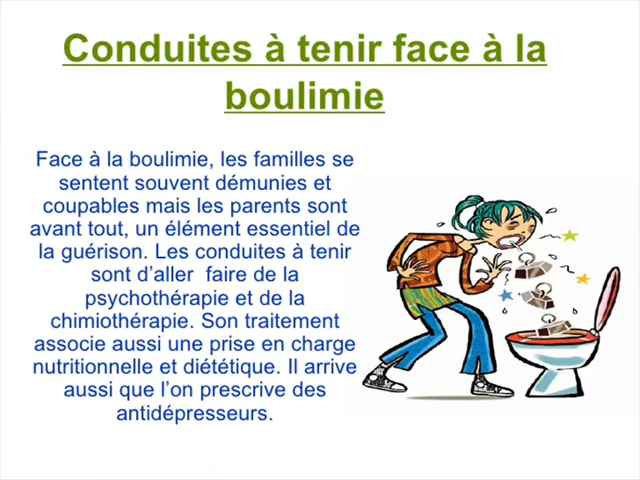 Conduites à tenir face à la
boulimie
Face à la boulimie, les familles se
sentent souvent démunies et
coupables mais les parents sont
avant tout, un élément essentiel de
la guérison. Les conduites à tenir
sont d’aller  faire de la
psychothérapie et de la
chimiothérapie. Son traitement
associe aussi une prise en charge
nutritionnelle et diététique. Il arrive
aussi que l’on prescrive des
antidépresseurs.